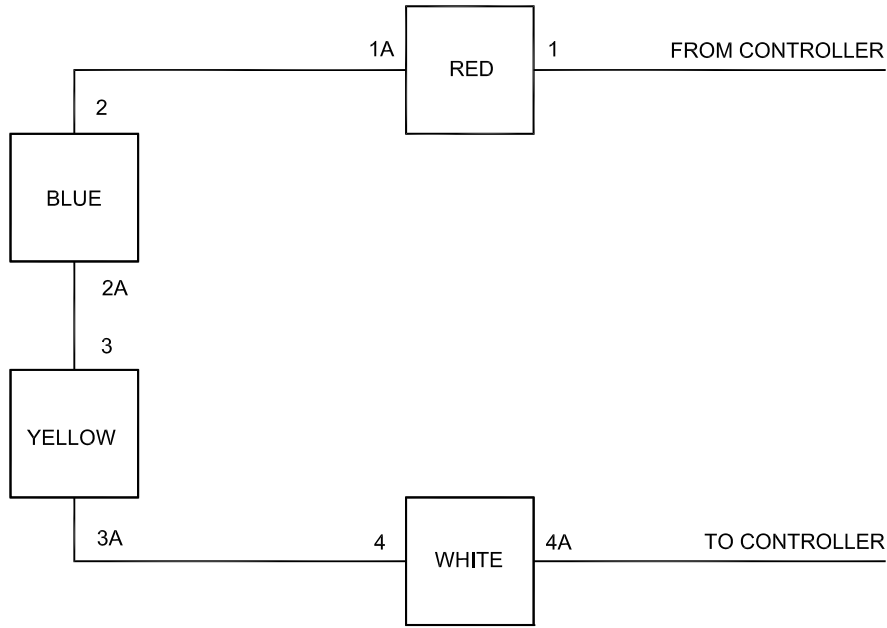 1A
RED
1
FROM CONTROLLER
2
BLUE
2A
3
YELLOW
3A
4
WHITE
4A
TO CONTROLLER